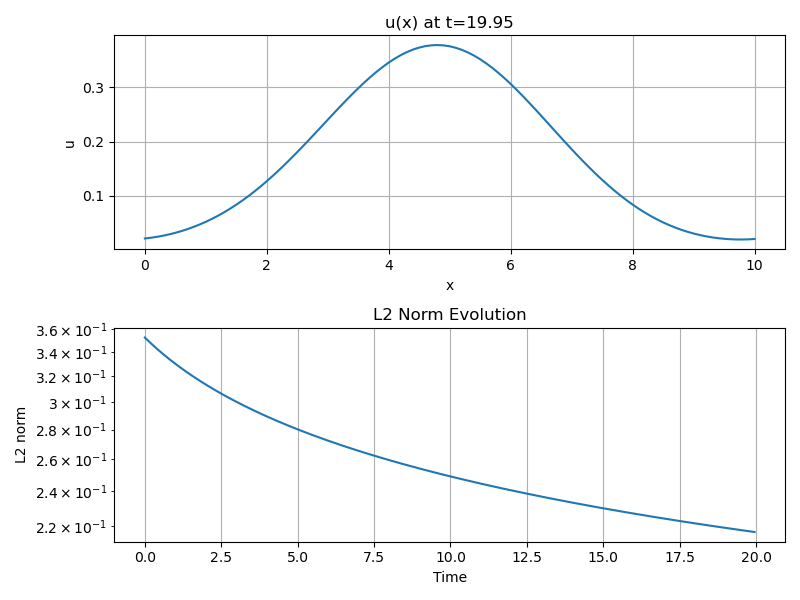 u(x) at t=19.95
0.3
0.2
0.1
u
0 2 4 6 8 10
x
L2 Norm Evolution
3.6 × 10⁻¹
3.4 × 10⁻¹
3.2 × 10⁻¹
3 × 10⁻¹
2.8 × 10⁻¹
2.6 × 10⁻¹
2.4 × 10⁻¹
2.2 × 10⁻¹
L2 norm
0.0 2.5 5.0 7.5 10.0 12.5 15.0 17.5 20.0
Time